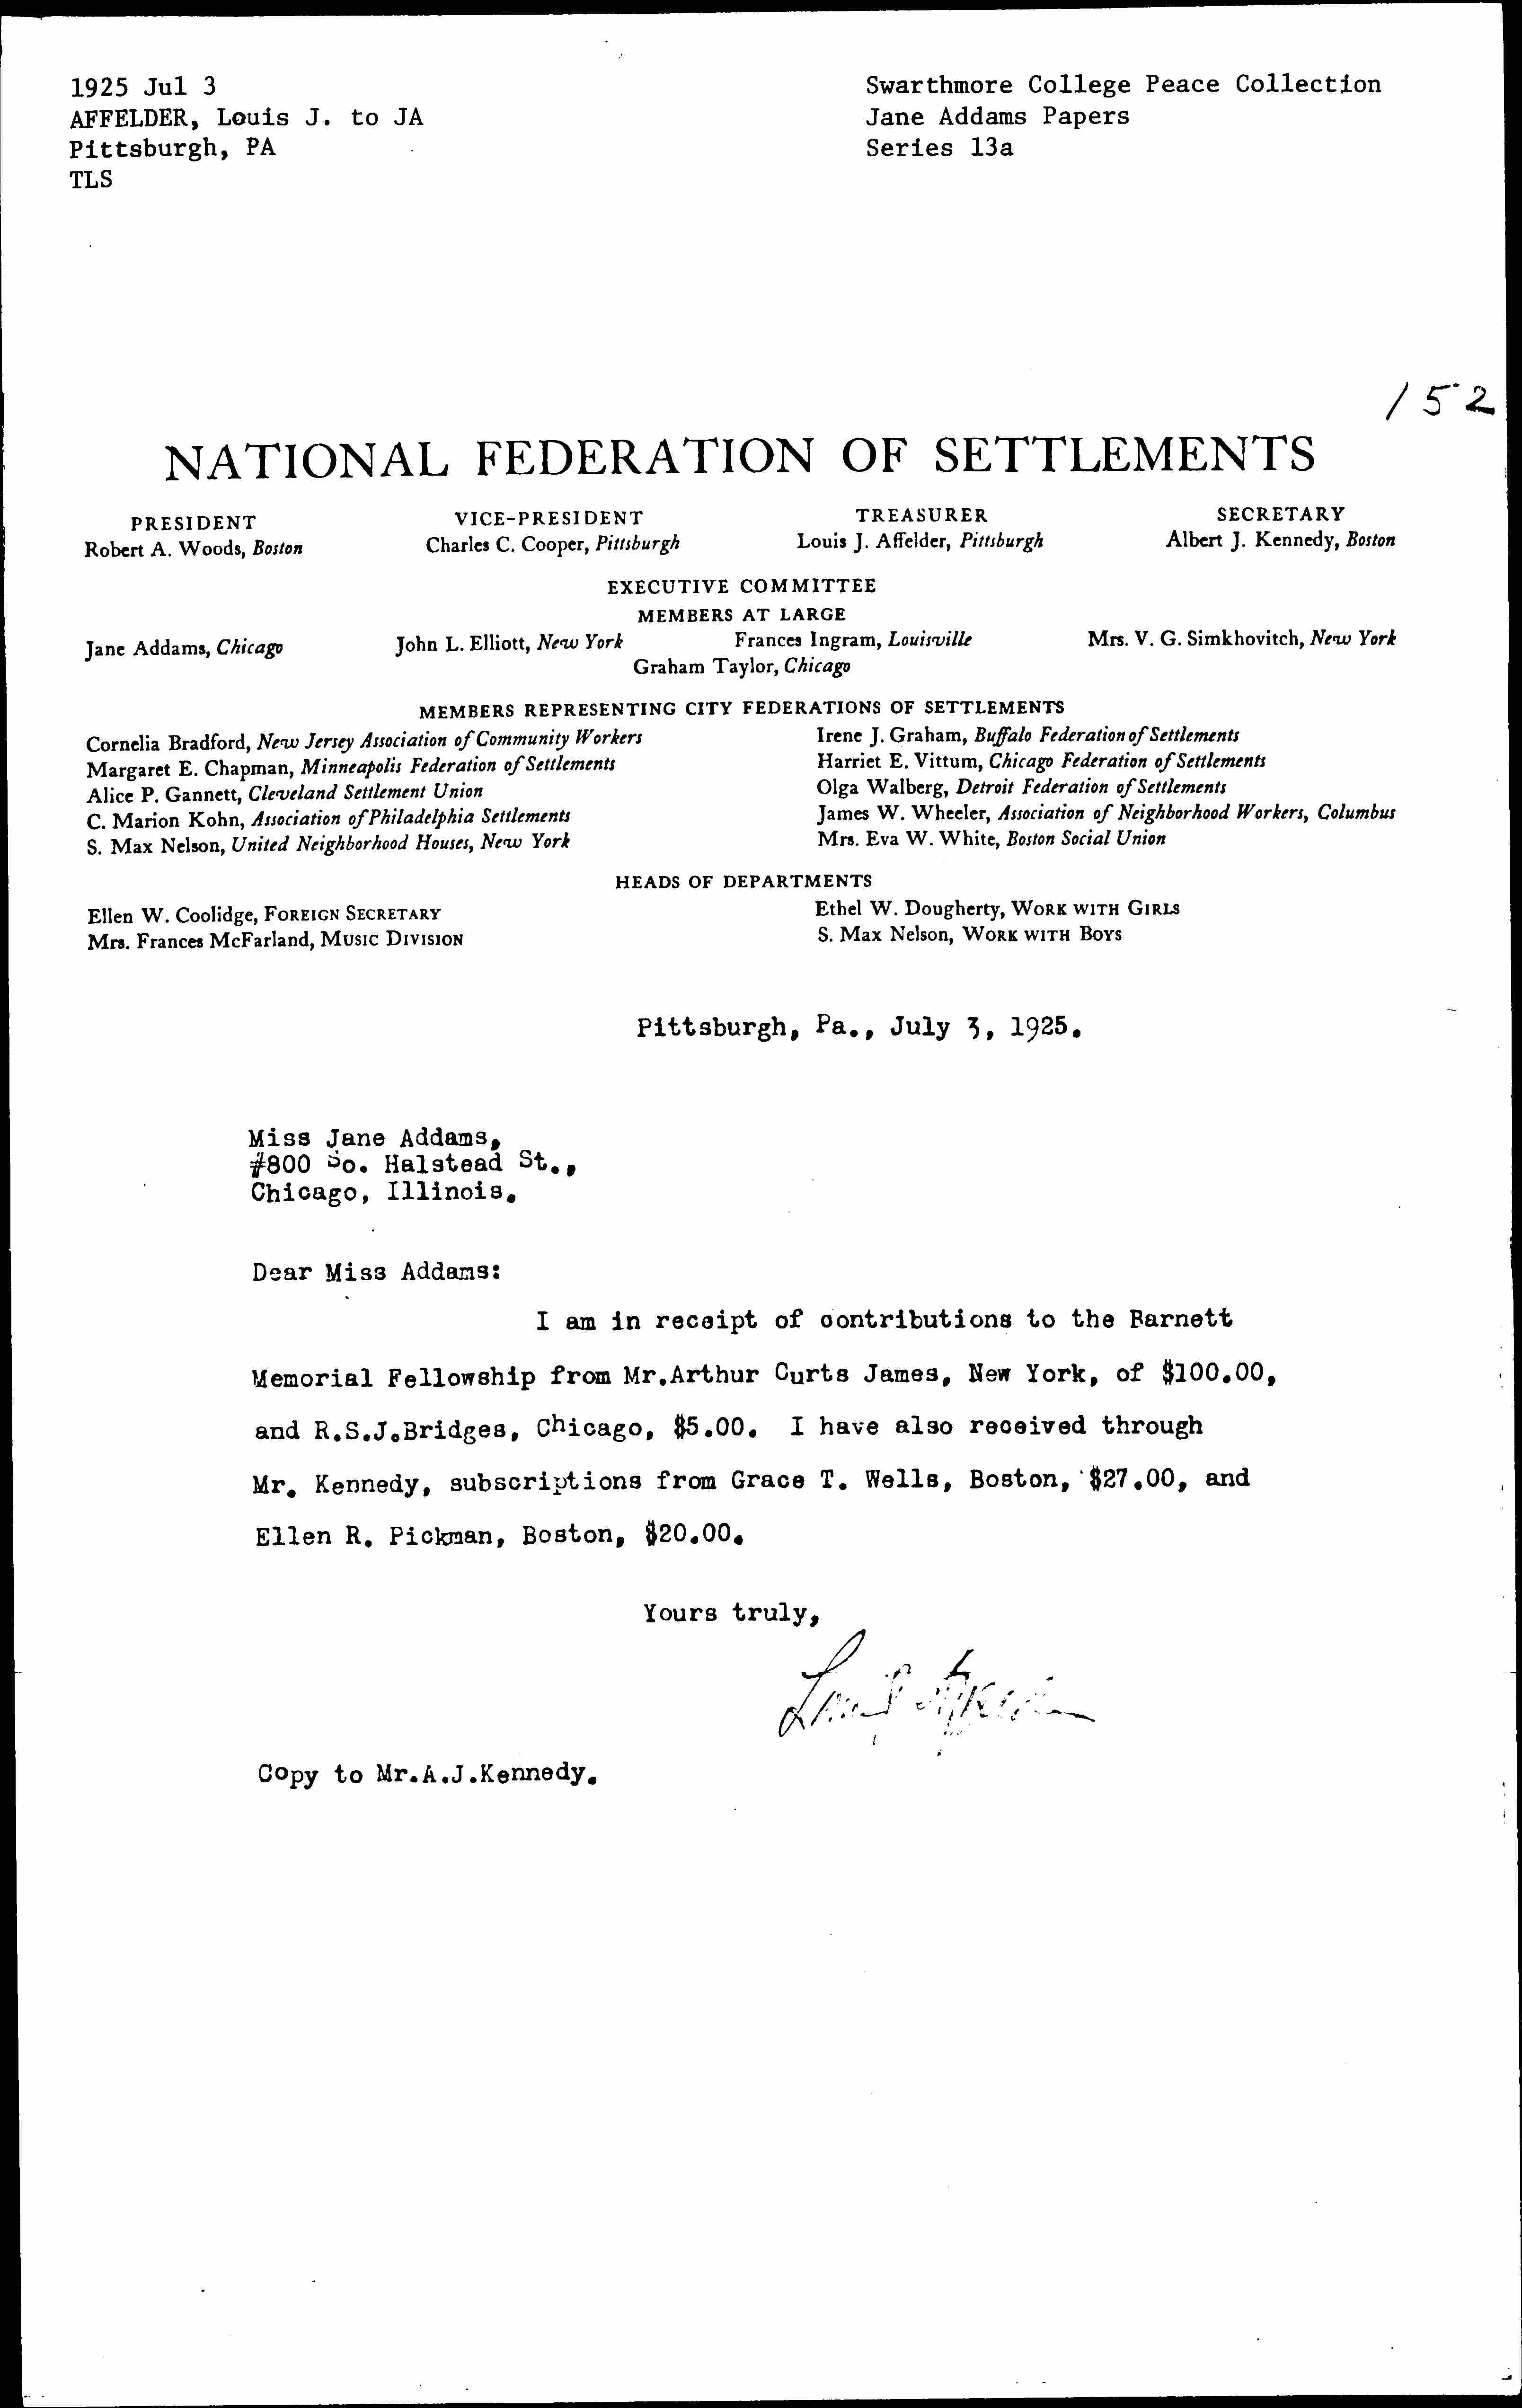 1925 Jul 3
AFFELDER, Louis J. to JA
Pittsburgh, PA
TLS
Swarthmore College Peace Collection
Jane Addams Papers
Series 13a
152
NATIONAL FEDERATION OF SETTLEMENTS
PRESIDENT
Robert A. Woods, Boston
VICE-PRESIDENT
Charles C. Cooper, Pittsburgh
TREASURER
Louis J. Affelder, Pittsburgh
SECRETARY
Albert J. Kennedy, Boston
EXECUTIVE COMMITTEE
MEMBERS AT LARGE
Jane Addams, Chicago John L. Elliott, New York Frances Ingram, Louisville Mrs. V. G. Simkhovitch, New York
Graham Taylor, Chicago
MEMBERS REPRESENTING CITY FEDERATIONS OF SETTLEMENTS
Cornelia Bradford, New Jersey Association of Community Workers
Margaret E. Chapman, Minneapolis Federation of Settlements
Alice P. Gannett, Cleveland Settlement Union
C. Marion Kohn, Association of Philadelphia Settlements
S. Max Nelson, United Neighborhood Houses, New York
Irene J. Graham, Buffalo Federation of Settlements
Harriet E. Vittum, Chicago Federation of Settlements
Olga Walberg, Detroit Federation of Settlements
James W. Wheeler, Association of Neighborhood Workers, Columbus
Mrs. Eva W. White, Boston Social Union
HEADS OF DEPARTMENTS
Ellen W. Coolidge, FOREIGN SECRETARY
Mrs. Frances McFarland, MUSIC DIVISION
Ethel W. Dougherty, WORK WITH GIRLS
S. Max Nelson, WORK WITH BOYS
Pittsburgh, Pa., July 3, 1925.
Miss Jane Addams,
#800 So. Halstead St.,
Chicago, Illinois.
Dear Miss Addams:
I am in receipt of contributions to the Barnett
Memorial Fellowship from Mr.Arthur Curts James, New York, of $100.00,
and R.S.J.Bridges, Chicago, $5.00. I have also received through
Mr. Kennedy, subscriptions from Grace T. Wells, Boston, $27.00, and
Ellen R. Pickman, Boston, $20.00.
Yours truly,
Copy to Mr.A.J.Kennedy.